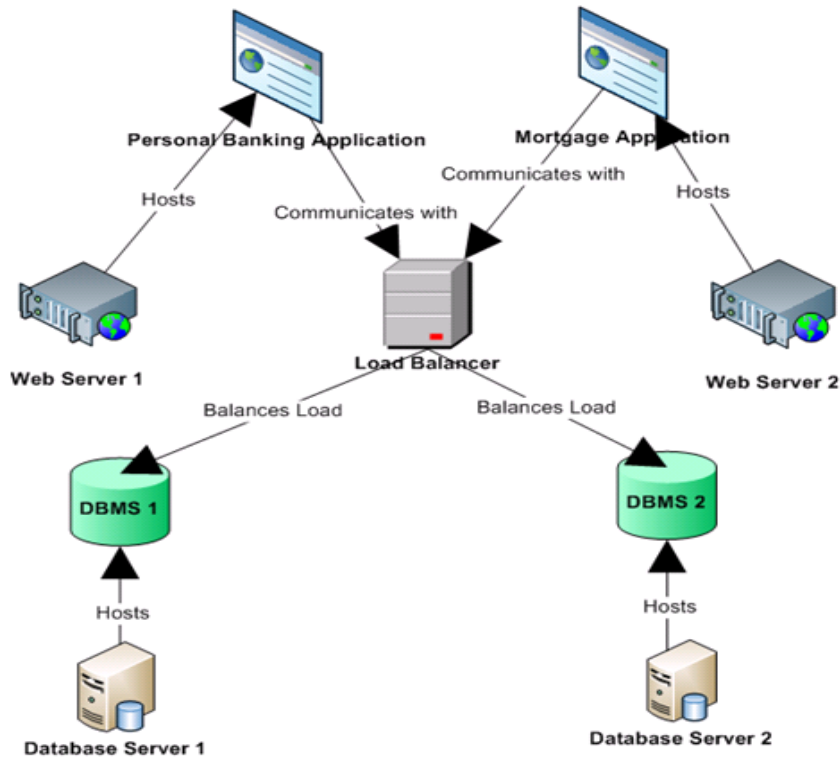 Personal Banking Application
Mortgage Application
Communicates with
Hosts
Hosts
Communicates with
Load Balancer
Web Server 1
Web Server 2
Balances Load
Balances Load
DBMS 1
DBMS 2
Hosts
Hosts
Database Server 1
Database Server 2